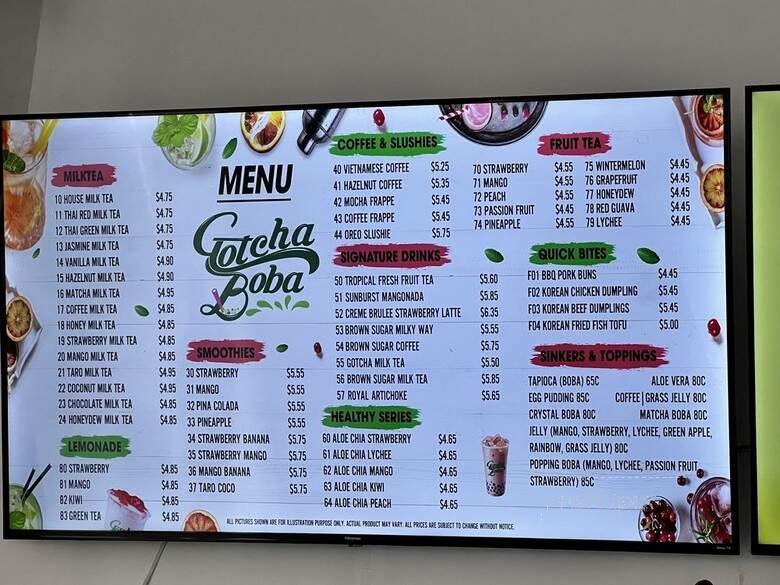 MENU
Gotcha
Boba
MILKTEA
10 HOUSE MILK TEA $4.75
11 THAI RED MILK TEA $4.75
12 THAI GREEN MILK TEA $4.75
13 JASMINE MILK TEA $4.75
14 VANILLA MILK TEA $4.90
15 HAZELNUT MILK TEA $4.90
16 MATCHA MILK TEA $4.95
17 COFFEE MILK TEA $4.85
18 HONEY MILK TEA $4.85
19 STRAWBERRY MILK TEA $4.85
20 MANGO MILK TEA $4.85
21 TARO MILK TEA $4.95
22 COCONUT MILK TEA $4.95
23 CHOCOLATE MILK TEA $4.85
24 HONEYDEW MILK TEA $4.85
LEMONADE
80 STRAWBERRY $4.85
81 MANGO $4.85
82 KIWI $4.85
83 GREEN TEA $4.85
SMOOTHIES
30 STRAWBERRY $5.55
31 MANGO $5.55
32 PINA COLADA $5.55
33 PINEAPPLE $5.55
34 STRAWBERRY BANANA $5.75
35 STRAWBERRY MANGO $5.75
36 MANGO BANANA $5.75
37 TARO COCO $5.75
COFFEE & SLUSHIES
40 VIETNAMESE COFFEE $5.25
41 HAZELNUT COFFEE $5.35
42 MOCHA FRAPPE $5.45
43 COFFEE FRAPPE $5.45
44 OREO SLUSHIE $5.75
SIGNATURE DRINKS
50 TROPICAL FRESH FRUIT TEA $5.60
51 SUNBURST MANGONADA $5.85
52 CREME BRULEE STRAWBERRY LATTE $6.35
53 BROWN SUGAR MILKY WAY $5.55
54 BROWN SUGAR COFFEE $5.75
55 GOTCHA MILK TEA $5.50
56 BROWN SUGAR MILK TEA $5.85
57 ROYAL ARTICHOKE $5.65
HEALTHY SERIES
60 ALOE CHIA STRAWBERRY $4.65
61 ALOE CHIA LYCHEE $4.65
62 ALOE CHIA MANGO $4.65
63 ALOE CHIA KIWI $4.65
64 ALOE CHIA PEACH $4.65
FRUIT TEA
70 STRAWBERRY $4.55 75 WINTERMELON $4.45
71 MANGO $4.55 76 GRAPEFRUIT $4.45
72 PEACH $4.55 77 HONEYDEW $4.45
73 PASSION FRUIT $4.45 78 RED GUAVA $4.45
74 PINEAPPLE $4.55 79 LYCHEE $4.45
QUICK BITES
F01 BBQ PORK BUNS $4.45
F02 KOREAN CHICKEN DUMPLING $5.45
F03 KOREAN BEEF DUMPLINGS $5.45
F04 KOREAN FRIED FISH TOFU $5.00
SINKERS & TOPPINGS
TAPIOCA (BOBA) 65C ALOE VERA 80C
EGG PUDDING 85C COFFEE|GRASS JELLY 80C
CRYSTAL BOBA 80C MATCHA BOBA 80C
JELLY (MANGO, STRAWBERRY, LYCHEE, GREEN APPLE,
RAINBOW, GRASS JELLY) 80C
POPPING BOBA (MANGO, LYCHEE, PASSION FRUIT
STRAWBERRY) 85C
ALL PICTURES SHOWN ARE FOR ILLUSTRATION PURPOSE ONLY. ACTUAL PRODUCT MAY VARY. ALL PRICES ARE SUBJECT TO CHANGE WITHOUT NOTICE.
Hisense
Roku TV